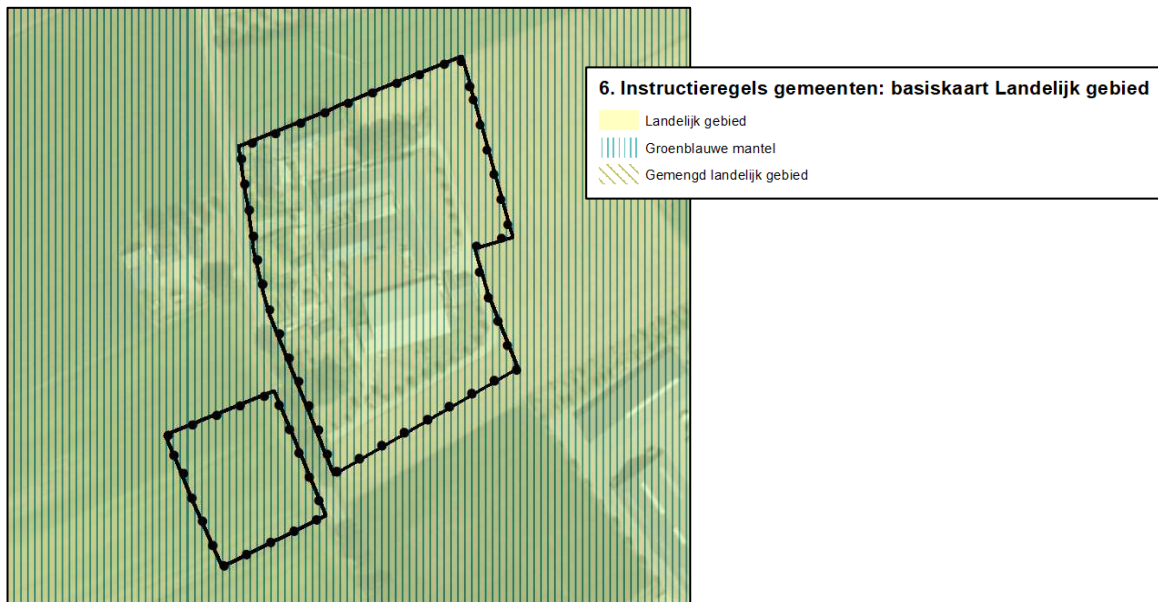 6. Instructieregels gemeenten: basiskaart Landelijk gebied
Landelijk gebied
Groenblauwe mantel
Gemengd landelijk gebied